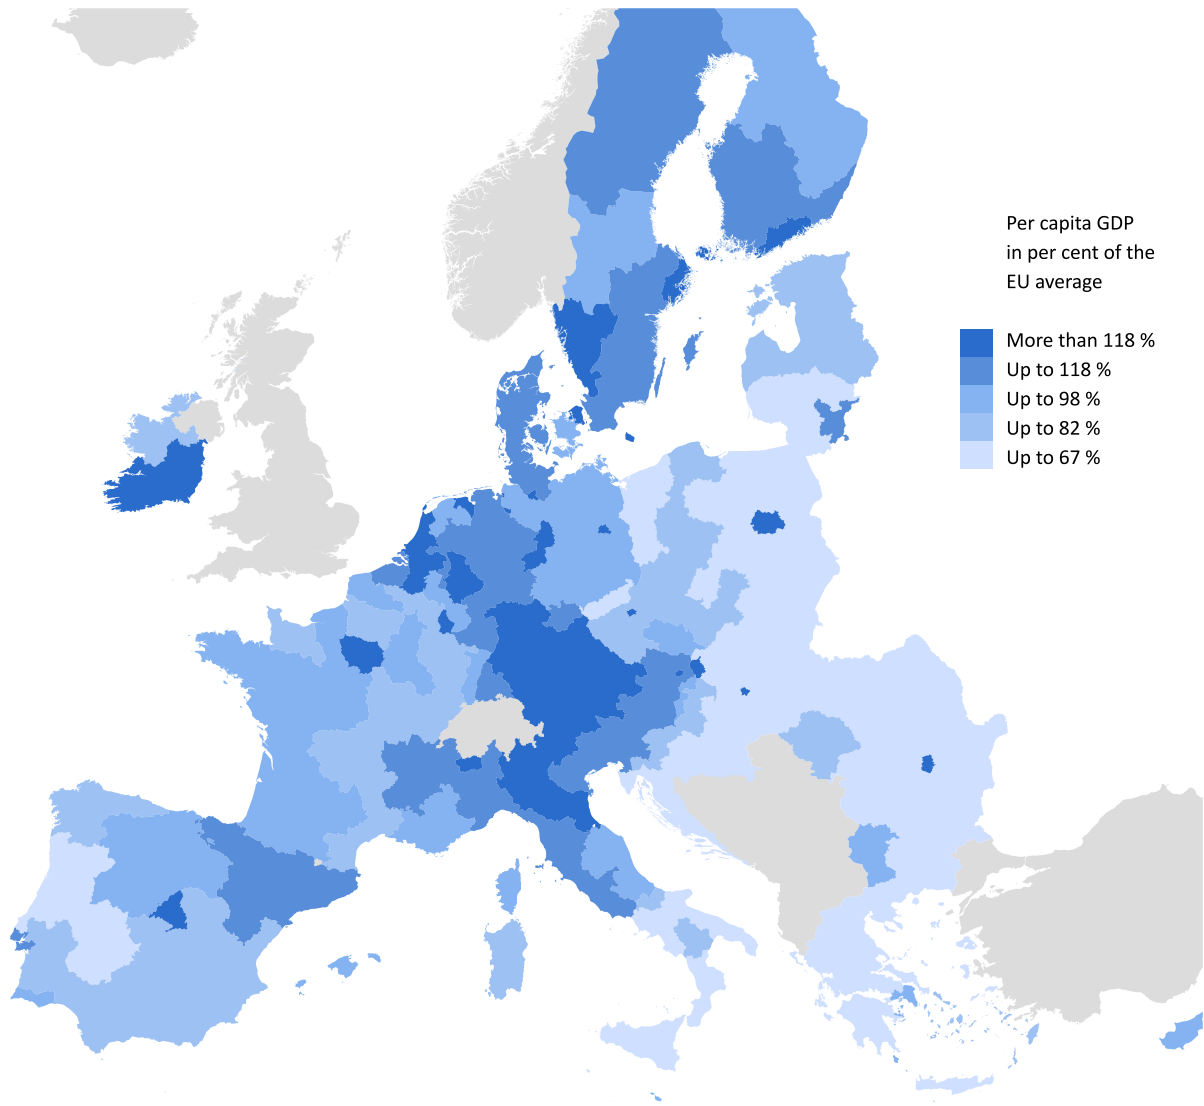 Per capita GDP
in per cent of the
EU average
More than 118 %
Up to 118 %
Up to 98 %
Up to 82 %
Up to 67 %